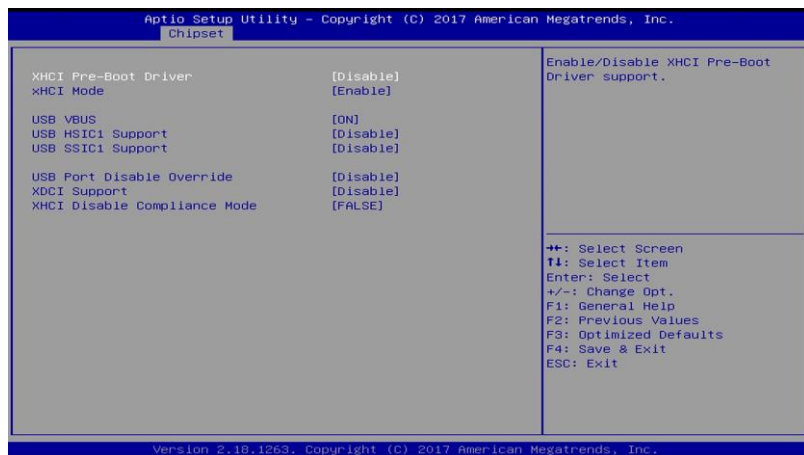 Aptio Setup Utility – Copyright (C) 2017 American Megatrends, Inc.
Chipset
XHCI Pre-Boot Driver [Disable]
xHCI Mode [Enable]
USB VBUS [ON]
USB HSIC1 Support [Disable]
USB SSIC1 Support [Disable]
USB Port Disable Override [Disable]
XDCI Support [Disable]
XHCI Disable Compliance Mode [FALSE]
Enable/Disable XHCI Pre-Boot
Driver support.
→←: Select Screen
↑↓: Select Item
Enter: Select
+/-: Change Opt.
F1: General Help
F2: Previous Values
F3: Optimized Defaults
F4: Save & Exit
ESC: Exit
Version 2.18.1263. Copyright (C) 2017 American Megatrends, Inc.